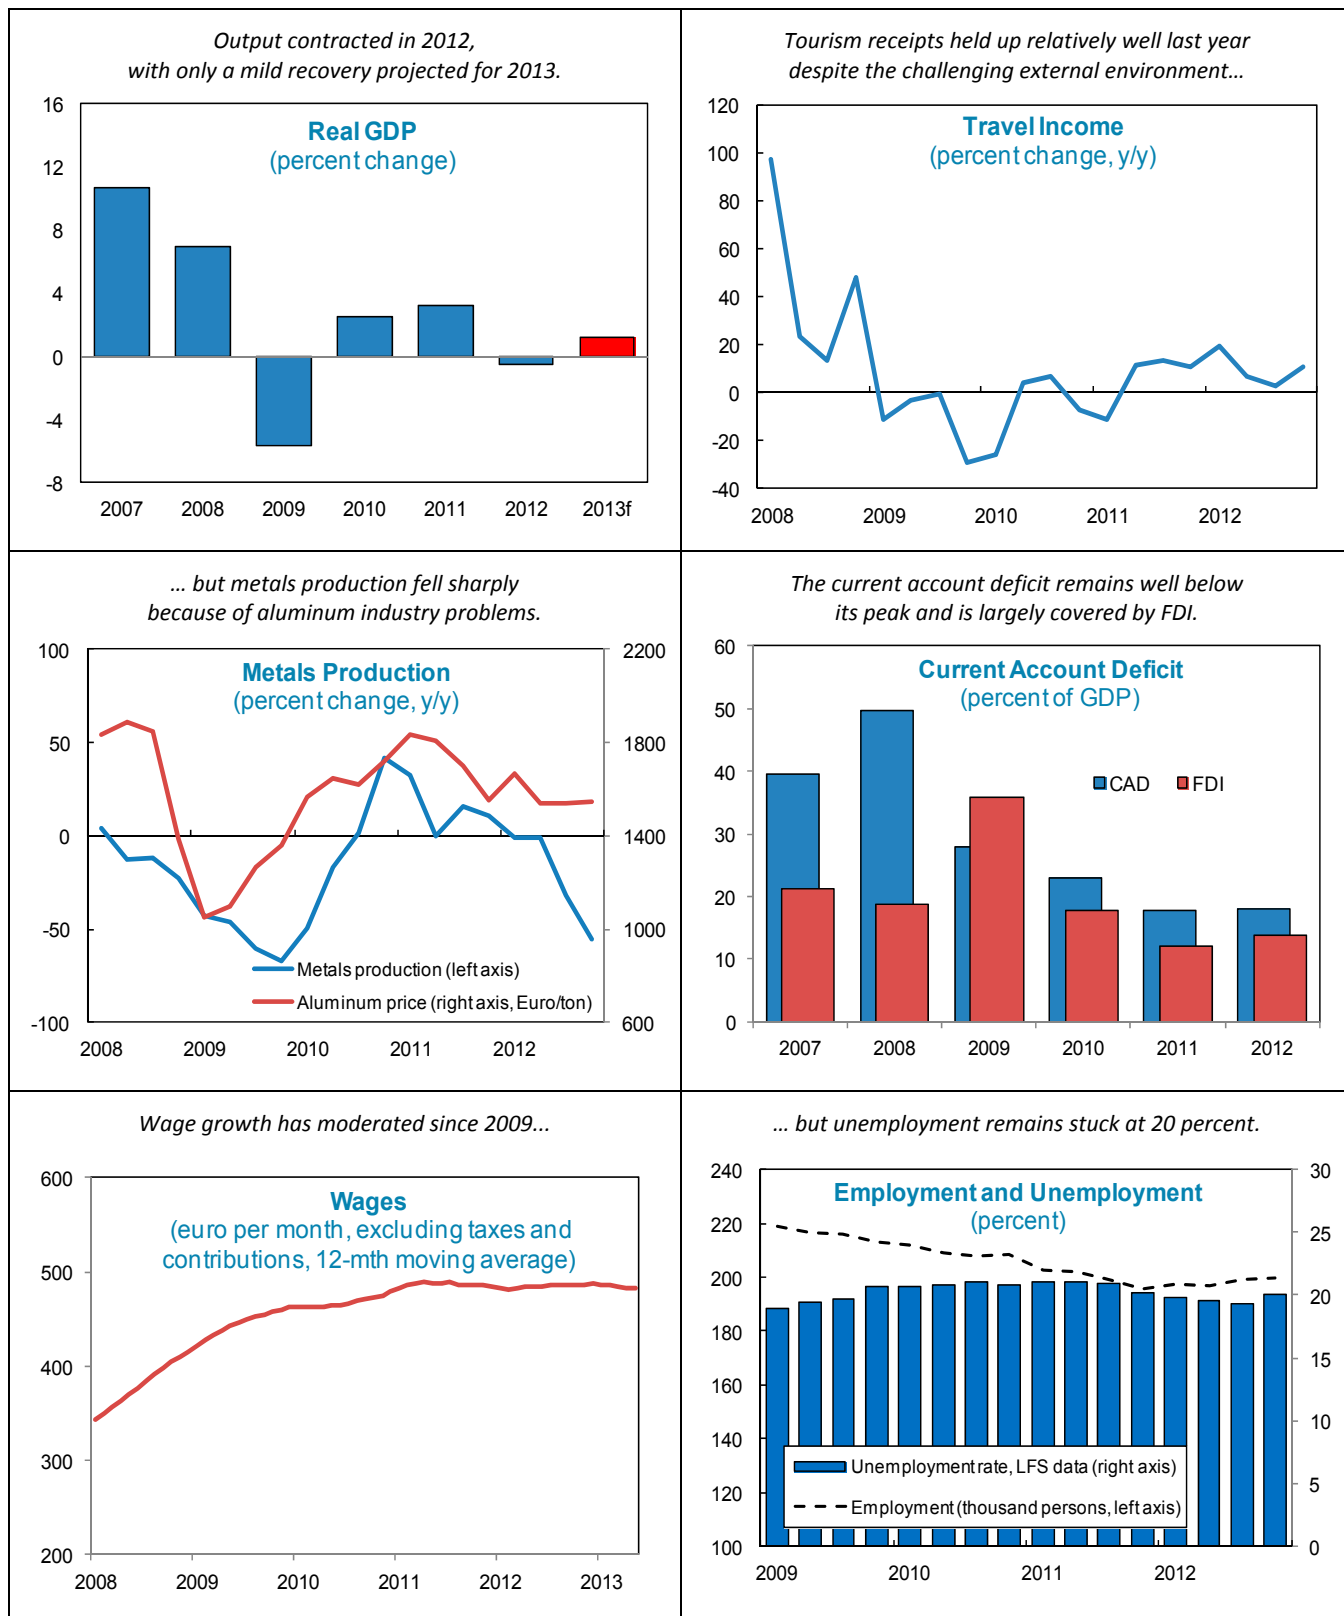 Output contracted in 2012,
with only a mild recovery projected for 2013.
Real GDP
(percent change)
16
12
8
4
0
-4
-8
2007 2008 2009 2010 2011 2012 2013f
Tourism receipts held up relatively well last year
despite the challenging external environment…
Travel Income
(percent change, y/y)
120
100
80
60
40
20
0
-20
-40
2008 2009 2010 2011 2012
… but metals production fell sharply
because of aluminum industry problems.
Metals Production
(percent change, y/y)
100
50
0
-50
-100
2200
1800
1400
1000
600
Metals production (left axis)
Aluminum price (right axis, Euro/ton)
2008 2009 2010 2011 2012
The current account deficit remains well below
its peak and is largely covered by FDI.
Current Account Deficit
(percent of GDP)
60
50
40
30
20
10
0
CAD FDI
2007 2008 2009 2010 2011 2012
Wage growth has moderated since 2009...
Wages
(euro per month, excluding taxes and
contributions, 12-mth moving average)
600
500
400
300
200
2008 2009 2010 2011 2012 2013
… but unemployment remains stuck at 20 percent.
Employment and Unemployment
(percent)
240
220
200
180
160
140
120
100
30
25
20
15
10
5
0
Unemployment rate, LFS data (right axis)
Employment (thousand persons, left axis)
2009 2010 2011 2012